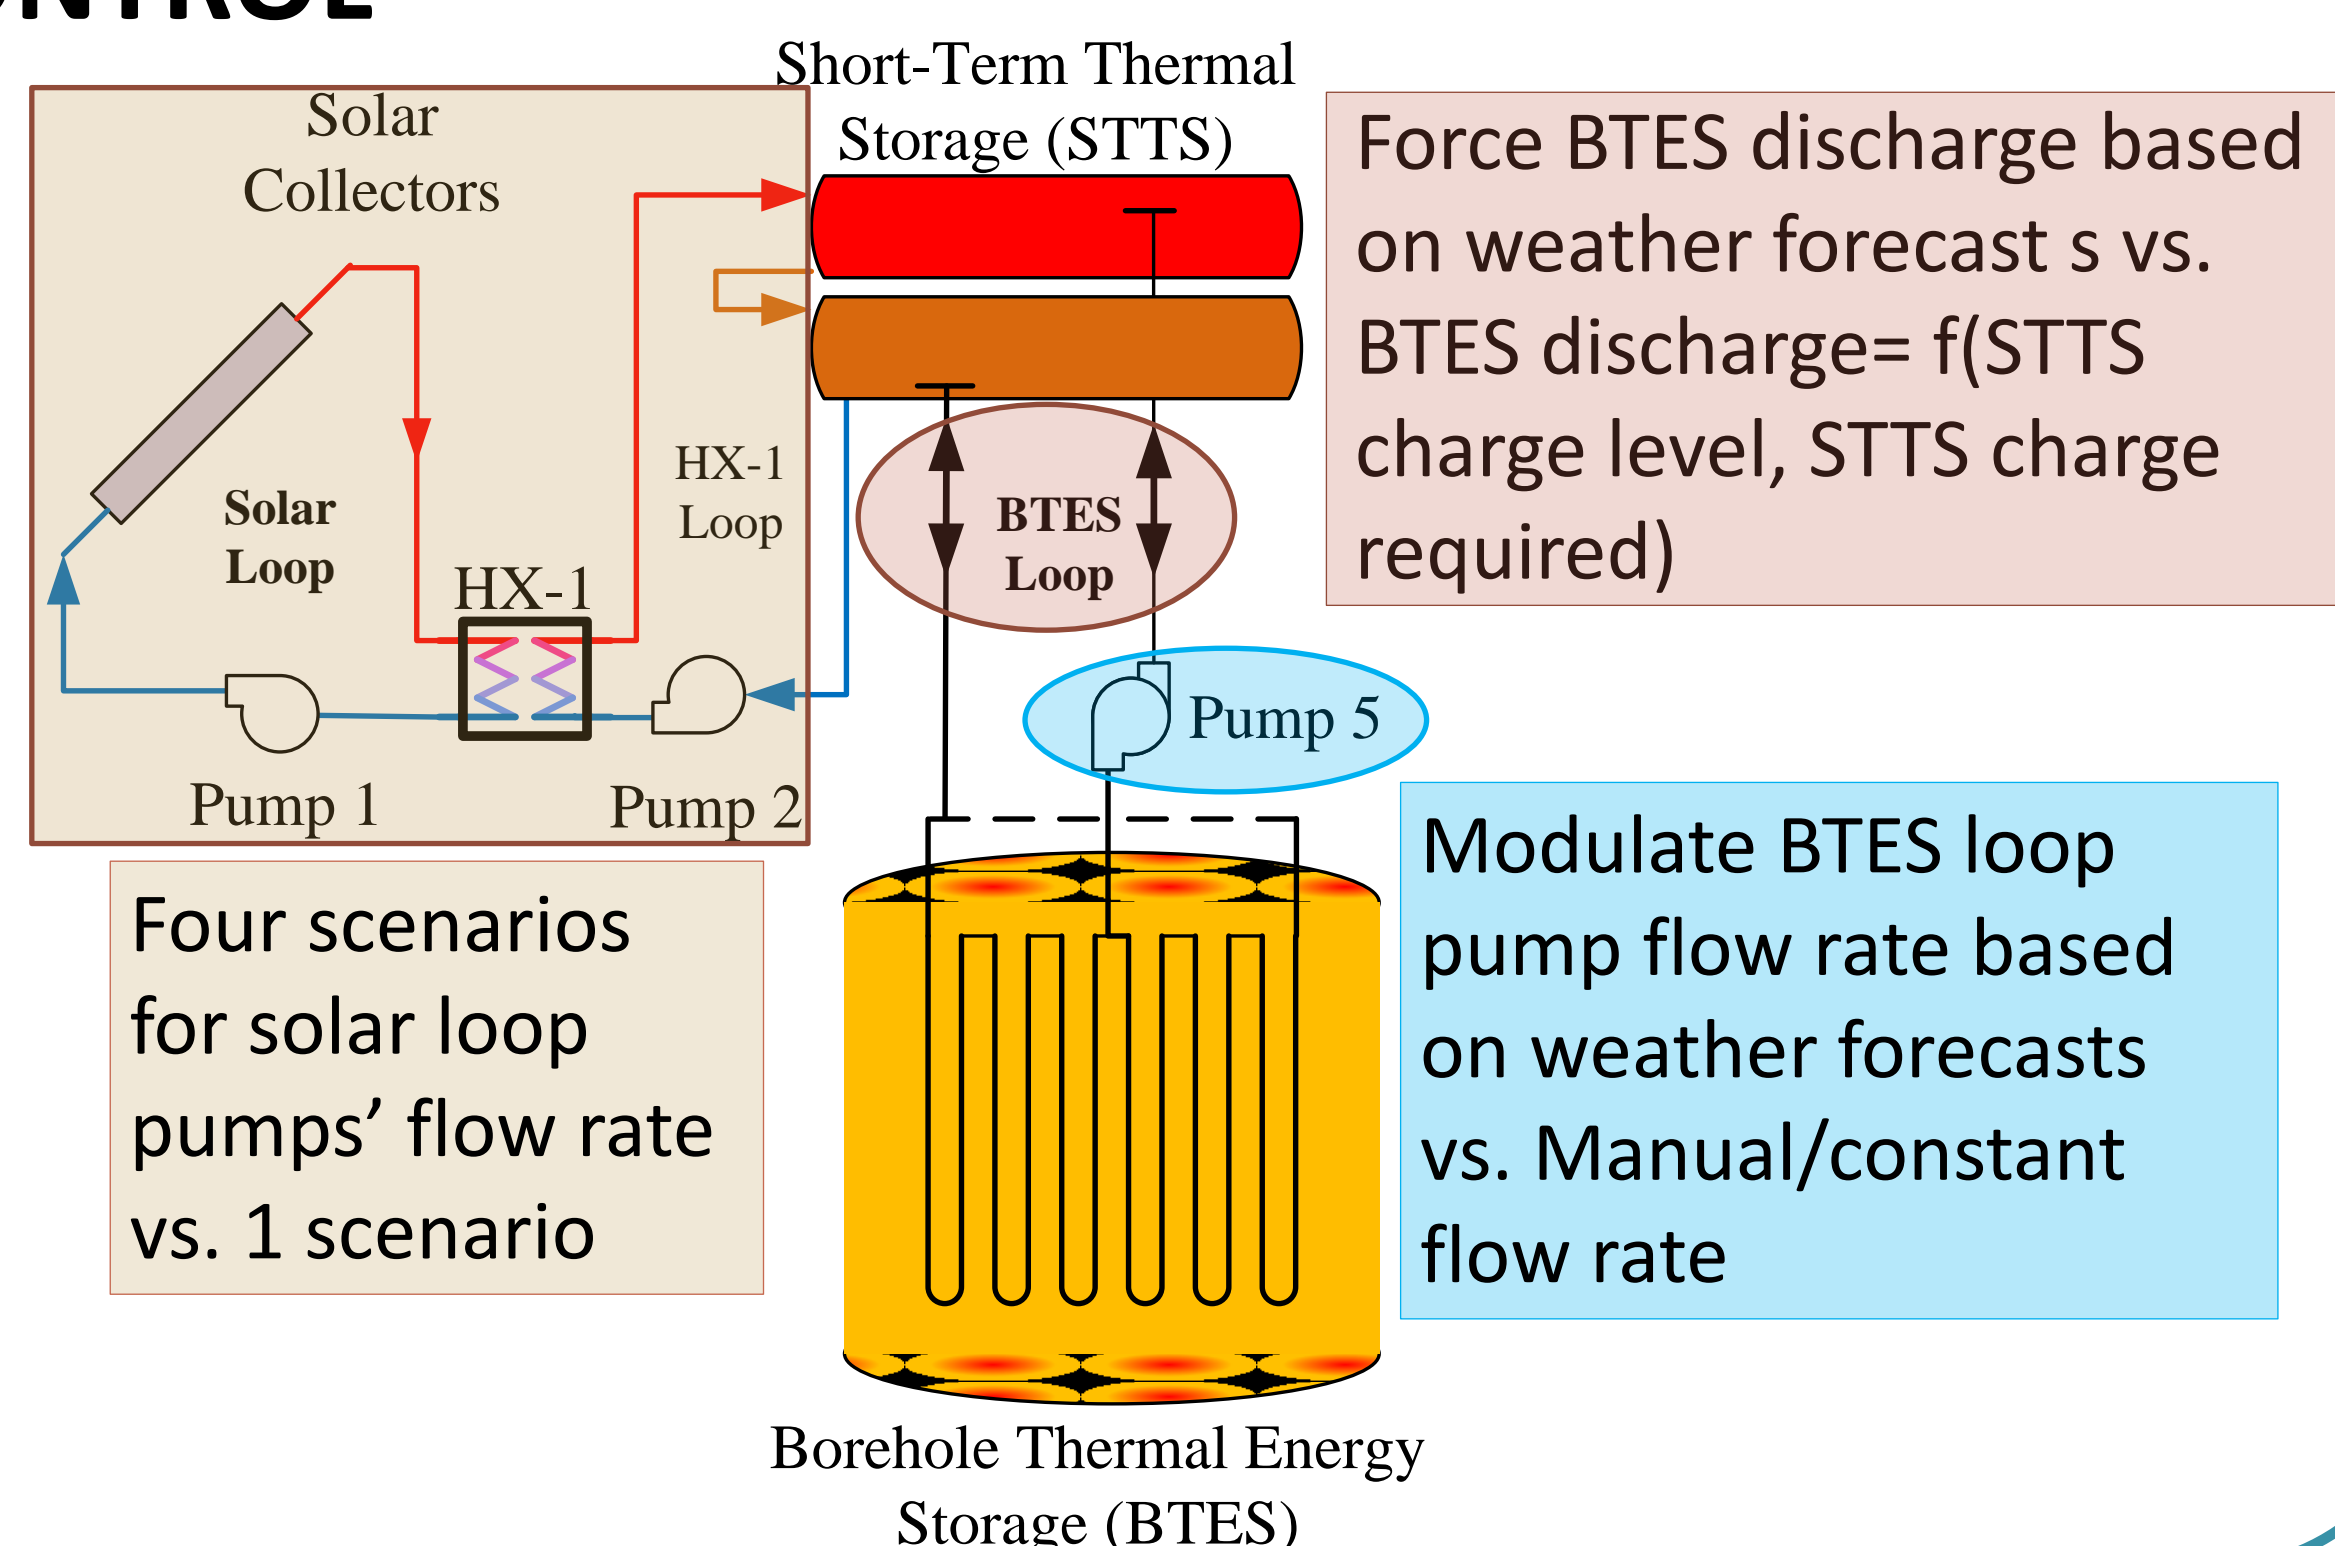 Short-Term Thermal
Storage (STTS)
Solar
Collectors
Force BTES discharge based
on weather forecast s vs.
BTES discharge= f(STTS
charge level, STTS charge
required)
HX-1
Loop
Solar
Loop
BTES
Loop
HX-1
Pump 5
Pump 1
Pump 2
Four scenarios
for solar loop
pumps’ flow rate
vs. 1 scenario
Modulate BTES loop
pump flow rate based
on weather forecasts
vs. Manual/constant
flow rate
Borehole Thermal Energy
Storage (BTES)